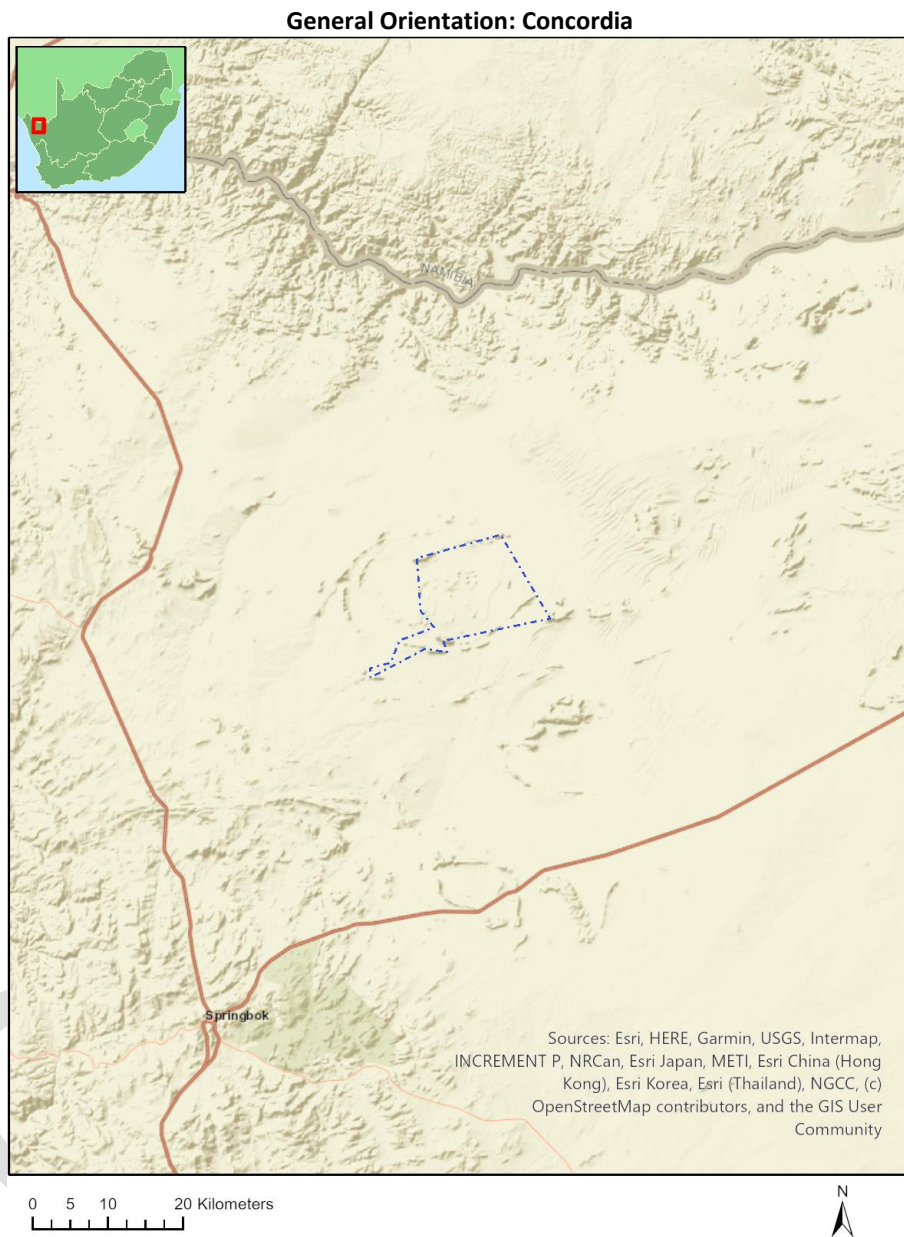 General Orientation: Concordia
NAMIBIA
Springbok
Sources: Esri, HERE, Garmin, USGS, Intermap,
INCREMENT P, NRCan, Esri Japan, METI, Esri China (Hong
Kong), Esri Korea, Esri (Thailand), NGCC, (c)
OpenStreetMap contributors, and the GIS User
Community
0 5 10 20 Kilometers
N